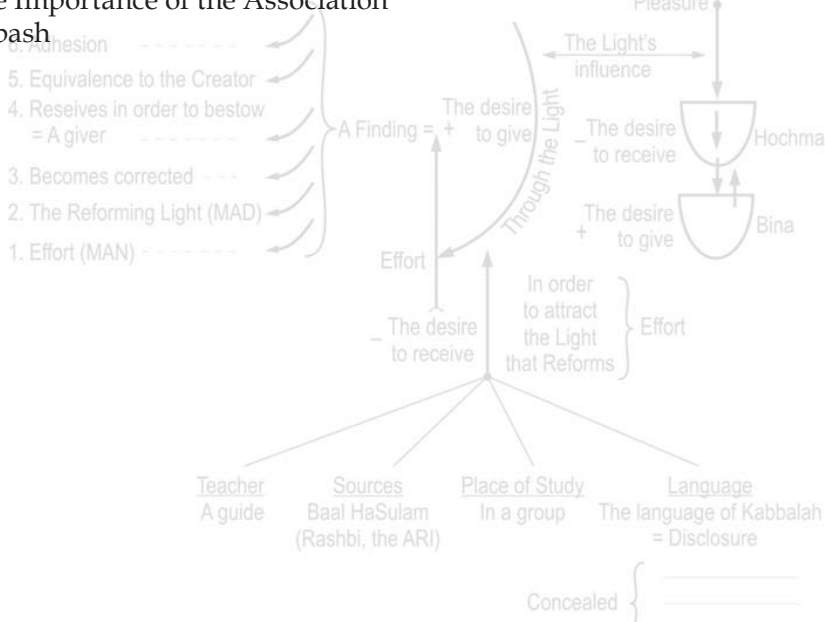 Importance of the Association
Pleasure
6. Adhesion
5. Equivalence to the Creator
4. Reseives in order to bestow
= A giver
3. Becomes corrected
2. The Reforming Light (MAD)
1. Effort (MAN)
A Finding = +
The desire
to give
Through the Light
The Light's
influence
– The desire
to receive
Hochma
+ The desire
to give
Bina
Effort
– The desire
to receive
In order
to attract
the Light
that Reforms
Effort
Teacher
A guide
Sources
Baal HaSulam
(Rashbi, the ARI)
Place of Study
In a group
Language
The language of Kabbalah
= Disclosure
Concealed